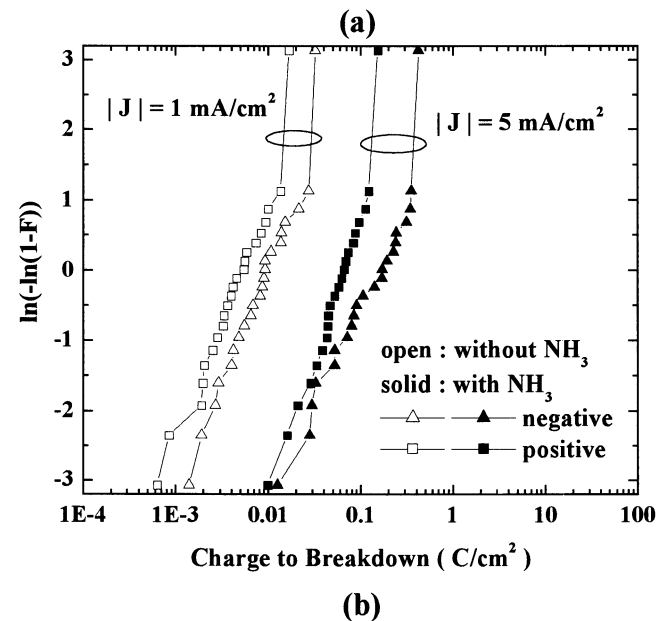 (a)
3
2
1
0
-1
-2
-3
ln(-ln(1-F))
| J | = 1 mA/cm²
| J | = 5 mA/cm²
open : without NH₃
solid : with NH₃
negative
positive
1E-4 1E-3 0.01 0.1 1 10 100
Charge to Breakdown ( C/cm² )
(b)